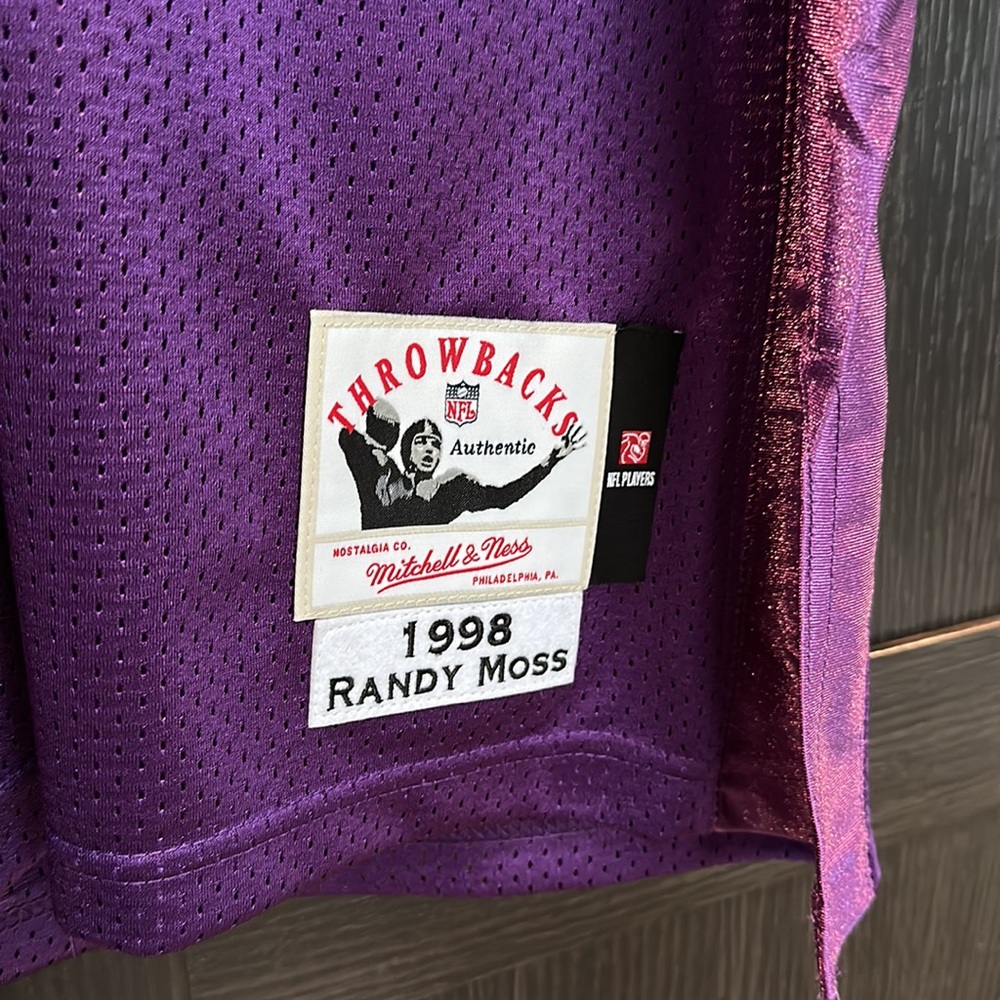 THROWBACKS
NFL
Authentic
NFL PLAYERS
NOSTALGIA CO.
Mitchell & Ness
PHILADELPHIA, PA.
1998
RANDY MOSS